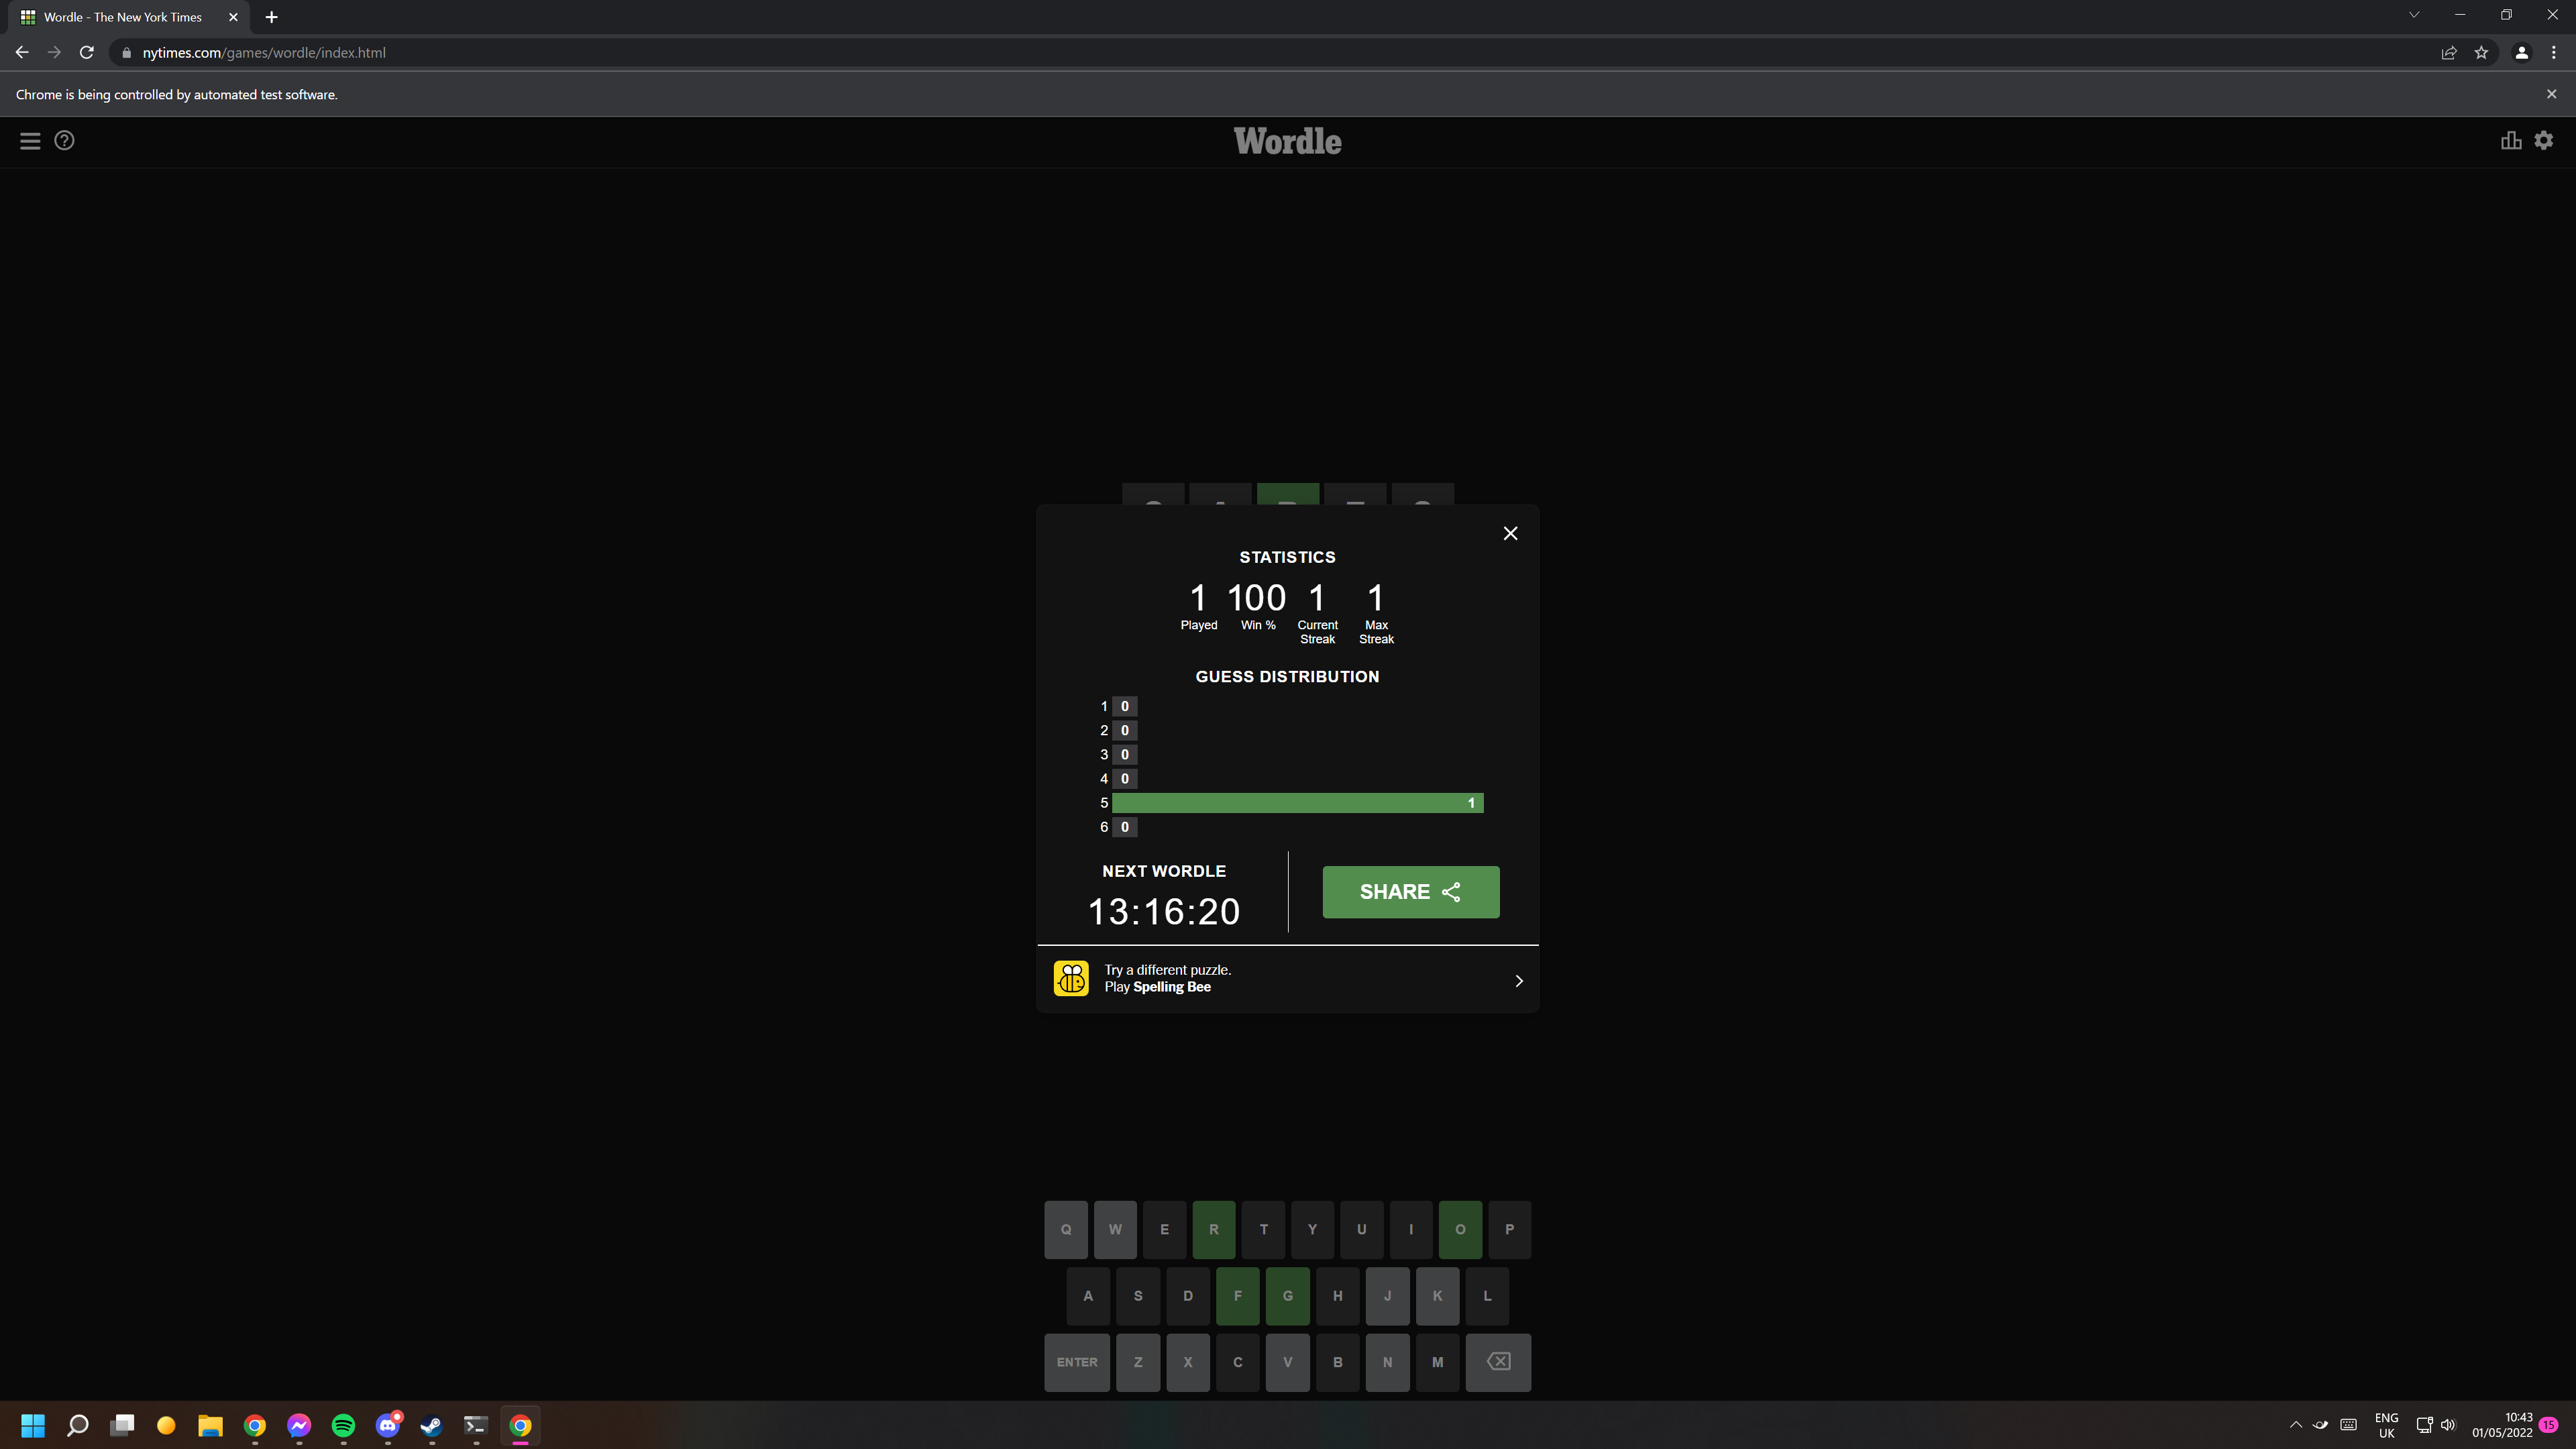 Wordle - The New York Times
nytimes.com/games/wordle/index.html
Chrome is being controlled by automated test software.
Wordle
STATISTICS
1 100 1 1
Played Win % Current Streak Max Streak
GUESS DISTRIBUTION
1 0
2 0
3 0
4 0
5 1
6 0
NEXT WORDLE
13:16:20
SHARE
Try a different puzzle.
Play Spelling Bee
Q W E R T Y U I O P
A S D F G H J K L
ENTER Z X C V B N M
ENG
UK
10:43
01/05/2022
15